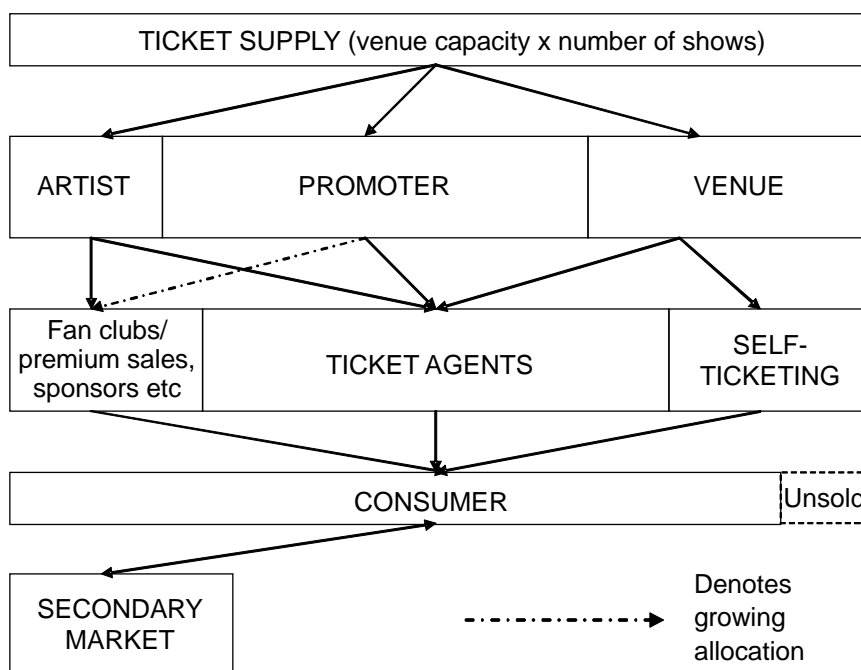 TICKET SUPPLY (venue capacity x number of shows)
ARTIST
PROMOTER
VENUE
Fan clubs/
premium sales,
sponsors etc
TICKET AGENTS
SELF-
TICKETING
CONSUMER
Unsold
SECONDARY
MARKET
Denotes
growing
allocation